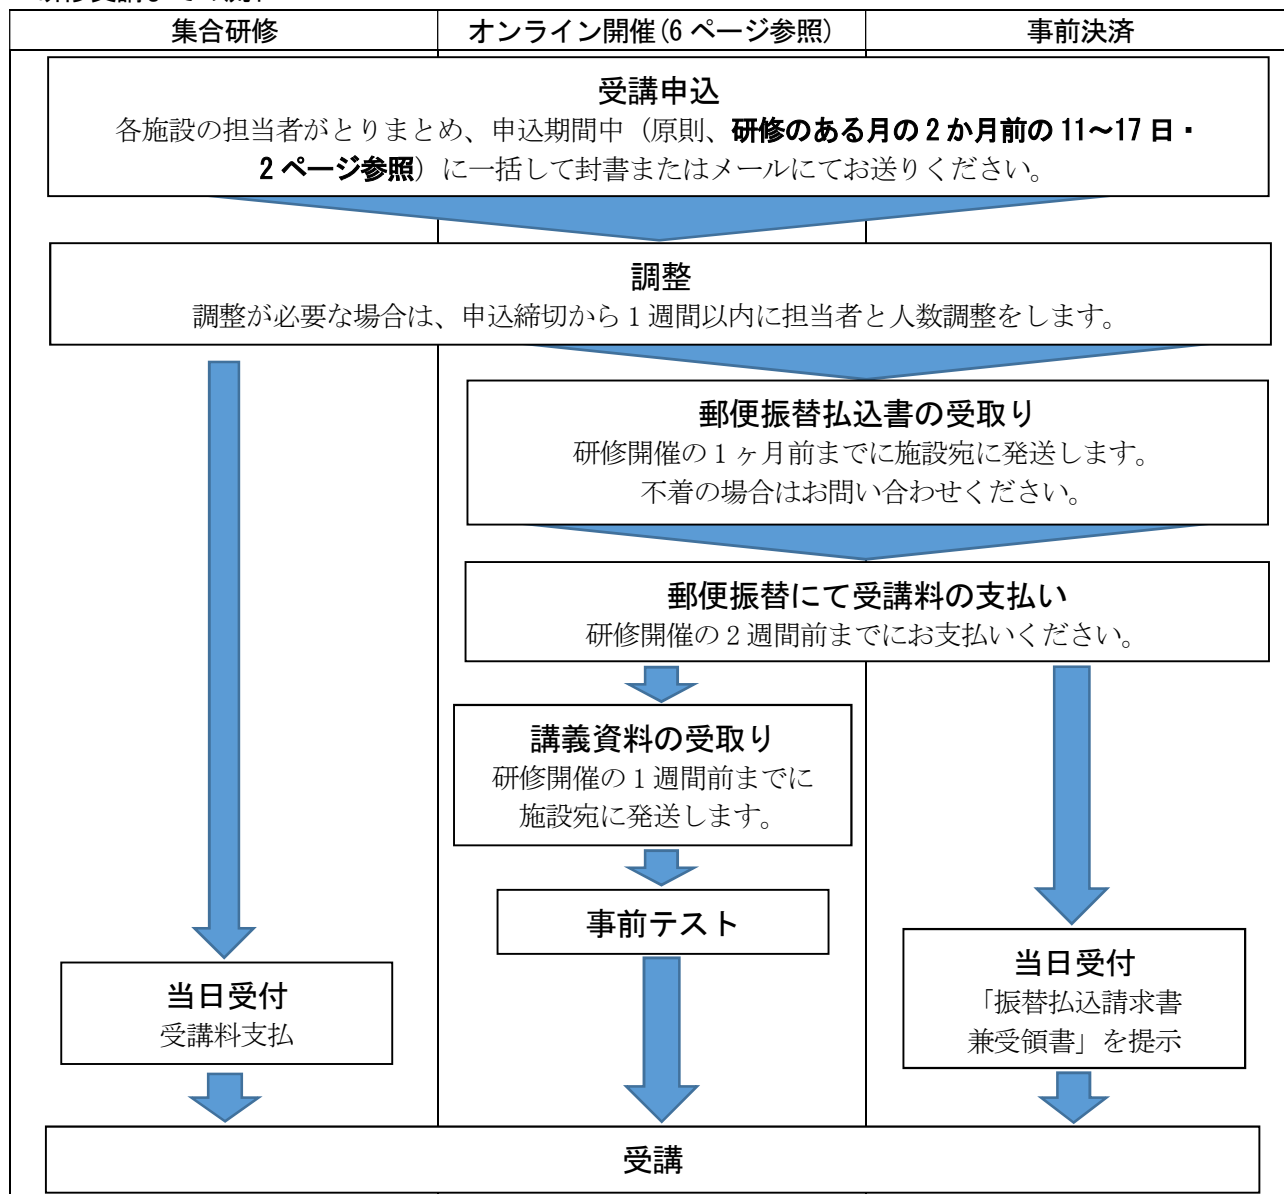 集合研修
オンライン開催(6 ページ参照)
事前決済
受講申込
各施設の担当者がとりまとめ、申込期間中（原則、研修のある月の 2 か月前の 11～17 日・
2 ページ参照）に一括して封書またはメールにてお送りください。
調整
調整が必要な場合は、申込締切から 1 週間以内に担当者と人数調整をします。
郵便振替払込書の受取り
研修開催の 1 ヶ月前までに施設宛に発送します。
不着の場合はお問い合わせください。
郵便振替にて受講料の支払い
研修開催の 2 週間前までにお支払いください。
講義資料の受取り
研修開催の 1 週間前までに
施設宛に発送します。
事前テスト
当日受付
受講料支払
当日受付
「振替払込請求書
兼受領書」を提示
受講